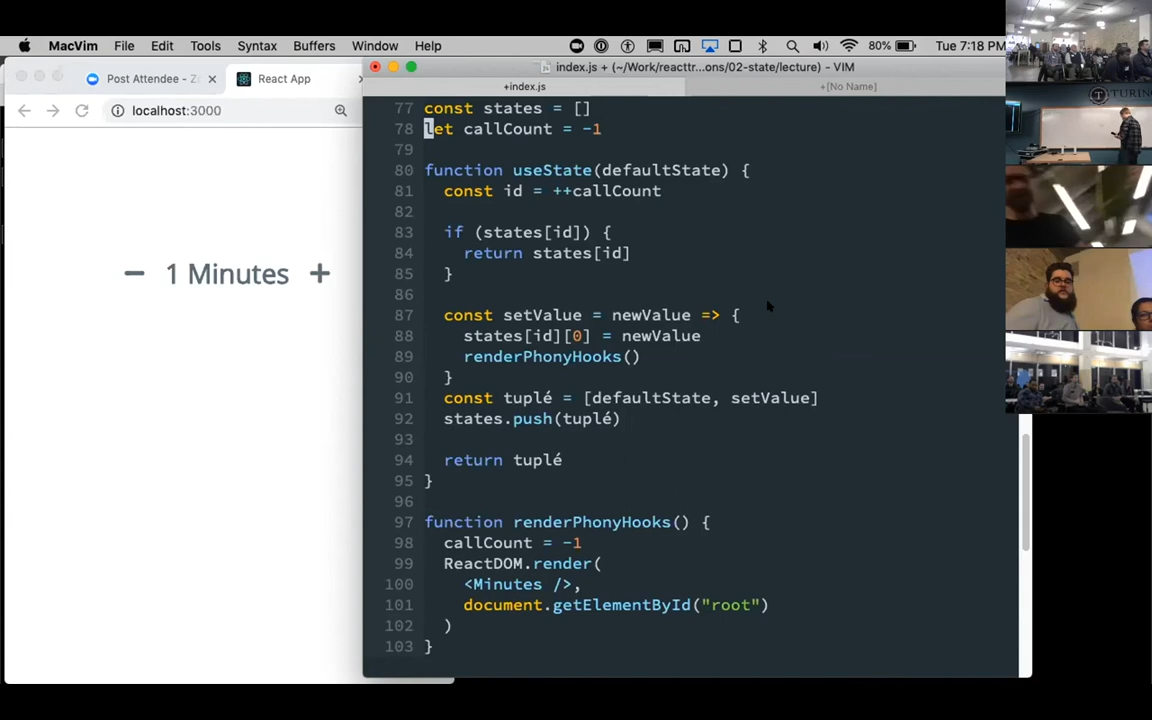 MacVim File Edit Tools Syntax Buffers Window Help 80% Tue 7:18 PM
Post Attendee - Z
React App
index.js + (~/Work/reacttr...ons/02-state/lecture) - VIM
+index.js
+[No Name]
localhost:3000
− 1 Minutes +
77 const states = []
78 let callCount = -1
79
80 function useState(defaultState) {
81 const id = ++callCount
82
83 if (states[id]) {
84 return states[id]
85 }
86
87 const setValue = newValue => {
88 states[id][0] = newValue
89 renderPhonyHooks()
90 }
91 const tuplé = [defaultState, setValue]
92 states.push(tuplé)
93
94 return tuplé
95 }
96
97 function renderPhonyHooks() {
98 callCount = -1
99 ReactDOM.render(
100 <Minutes />,
101 document.getElementById("root")
102 )
103 }
TURING